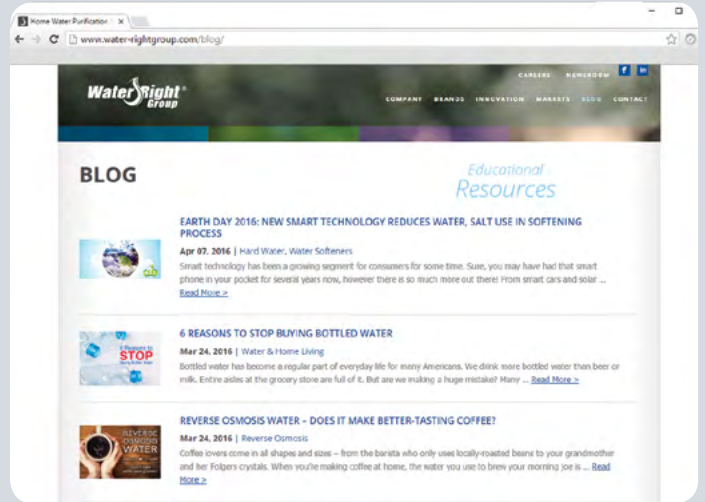 Home Water Purification
www.water-rightgroup.com/blog/
CAREERS NEWSROOM
Water Right®
Group
COMPANY BRANDS INNOVATION MARKETS BLOG CONTACT
BLOG
Educational
Resources
EARTH DAY 2016: NEW SMART TECHNOLOGY REDUCES WATER, SALT USE IN SOFTENING
PROCESS
Apr 07, 2016 | Hard Water, Water Softeners
Smart technology has been a growing segment for consumers for some time. Sure, you may have had that smart
phone in your pocket for several years now, however there is so much more out there! From smart cars and solar ...
Read More >
6 REASONS TO STOP BUYING BOTTLED WATER
6 Reasons to
STOP
Mar 24, 2016 | Water & Home Living
Bottled water has become a regular part of everyday life for many Americans. We drink more bottled water than beer or
milk. Entire aisles at the grocery store are full of it. But are we making a huge mistake? Many ... Read More >
REVERSE OSMOSIS WATER – DOES IT MAKE BETTER-TASTING COFFEE?
REVERSE
OSMOSIS
WATER
Mar 24, 2016 | Reverse Osmosis
Coffee lovers come in all shapes and sizes – from the barista who only uses locally-roasted beans to your grandmother
and her Folgers crystals. When you're making coffee at home, the water you use to brew your morning joe is ... Read
More >